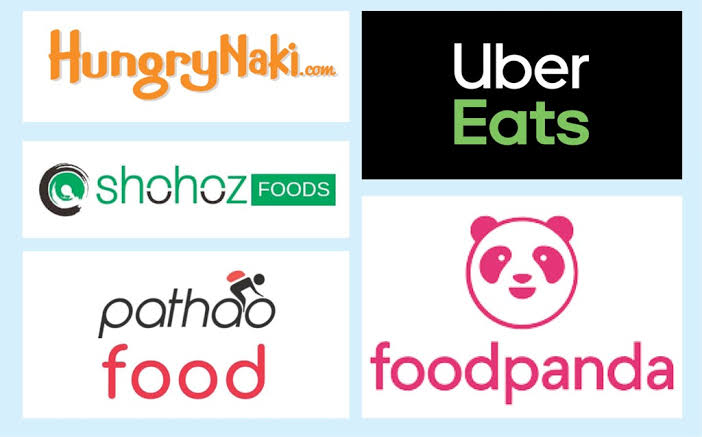 HungryNaki.com
shohoz FOODS
pathao
food
Uber
Eats
foodpanda